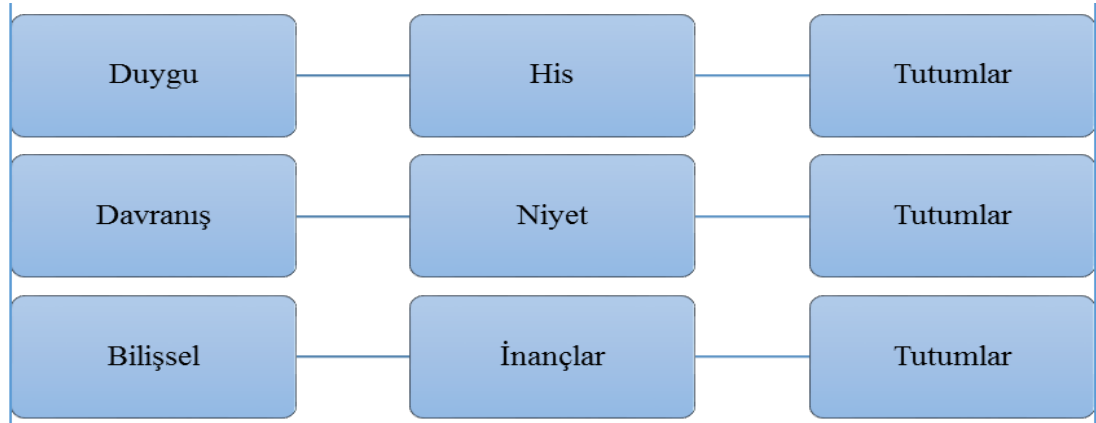 Duygu
His
Tutumlar
Davranış
Niyet
Tutumlar
Bilişsel
İnançlar
Tutumlar